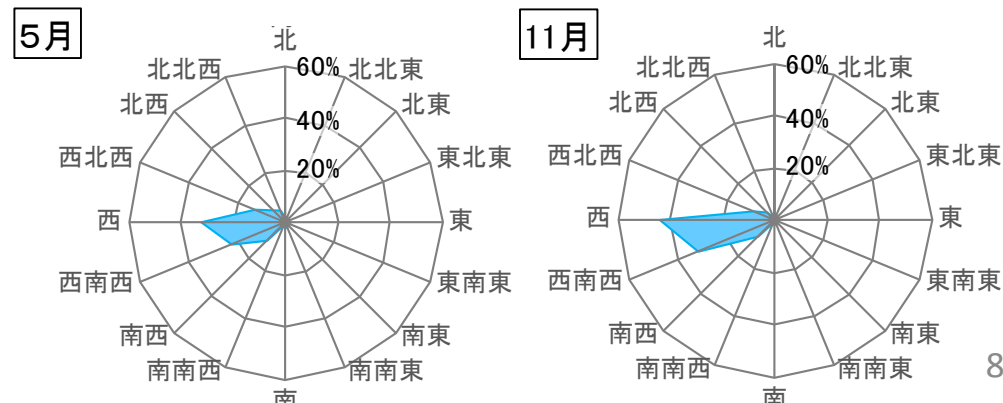 5月
北
北北東
北東
東北東
東
東南東
南東
南南東
南
南南西
南西
西南西
西
西北西
北西
北北西
60%
40%
20%
11月
北
北北東
北東
東北東
東
東南東
南東
南南東
南
南南西
南西
西南西
西
西北西
北西
北北西
60%
40%
20%
8